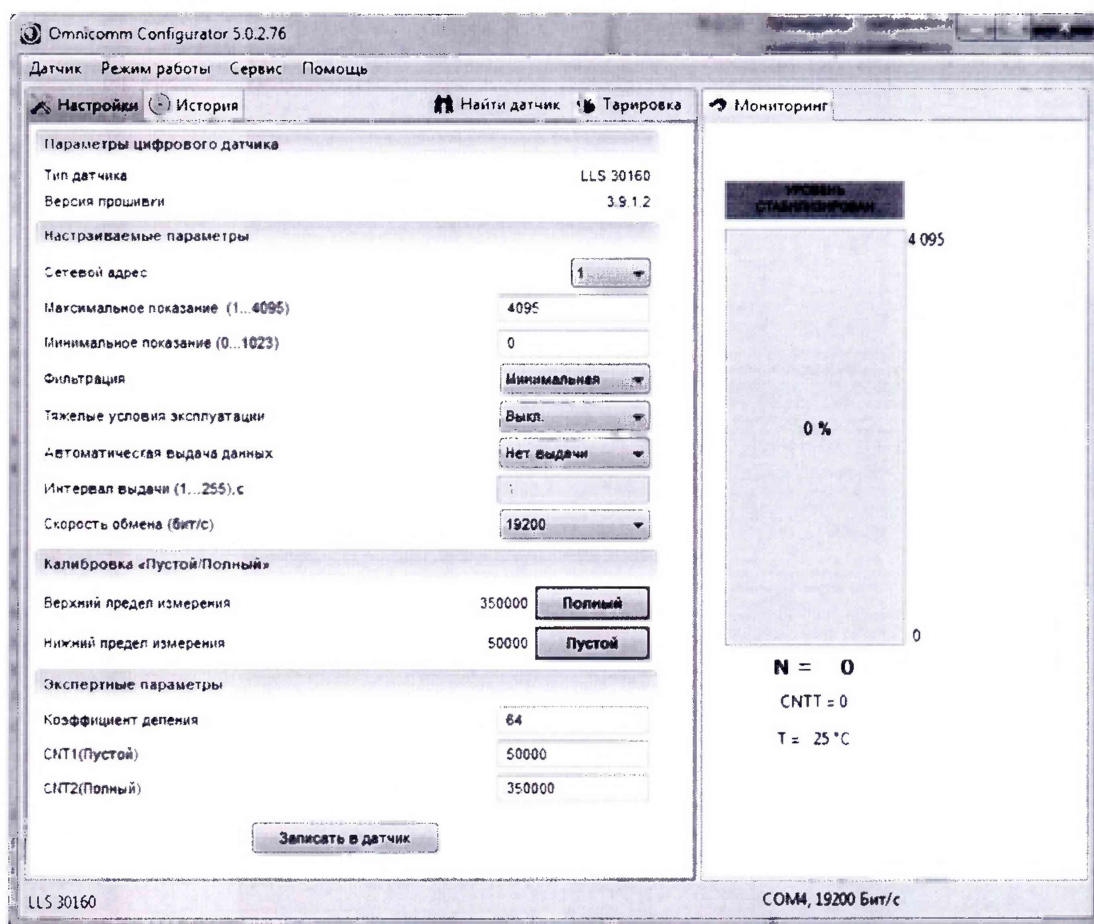 Omnicomm Configurator 5.0.2.76
Датчик Режим работы Сервис Помощь
Настройки История Найти датчик Тарировка
Параметры цифрового датчика
Тип датчика LLS 30160
Версия прошивки 3.9.1.2
Настраиваемые параметры
Сетевой адрес 1
Максимальное показание (1...4095) 4095
Минимальное показание (0...1023) 0
Фильтрация Минимальная
Тяжелые условия эксплуатации Выкл.
Автоматическая выдача данных Нет выдачи
Интервал выдачи (1...255),с
Скорость обмена (бит/с) 19200
Калибровка «Пустой/Полный»
Верхний предел измерения 350000 Полный
Нижний предел измерения 50000 Пустой
Экспертные параметры
Коэффициент деления 64
CNT1(Пустой) 50000
CNT2(Полный) 350000
Записать в датчик
LLS 30160
Мониторинг
УРОВЕНЬ
СТАБИЛИЗИРОВАН
4 095
0 %
0
N = 0
CNTT = 0
T = 25 °C
COM4, 19200 Бит/с